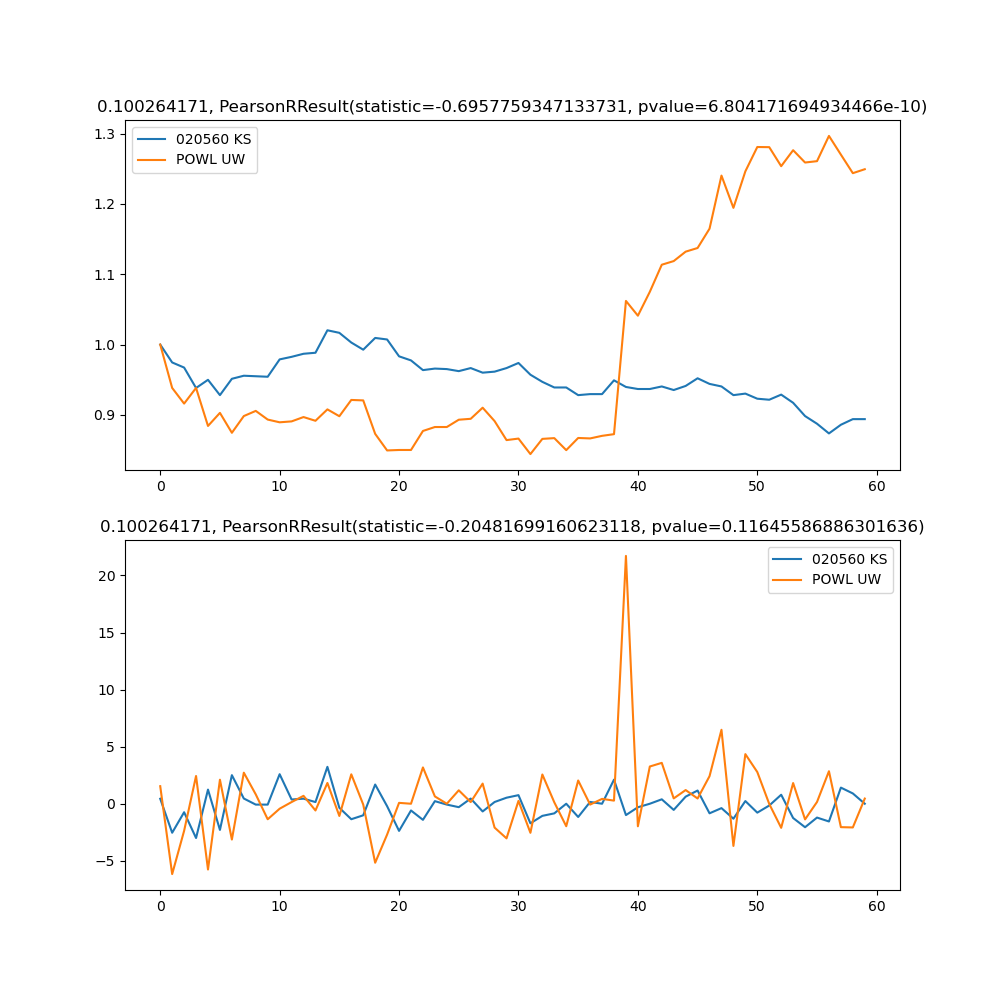 0.100264171, PearsonRResult(statistic=-0.6957759347133731, pvalue=6.804171694934466e-10)
020560 KS
POWL UW
1.3
1.2
1.1
1.0
0.9
0 10 20 30 40 50 60
0.100264171, PearsonRResult(statistic=-0.20481699160623118, pvalue=0.11645586886301636)
020560 KS
POWL UW
20
15
10
5
0
−5
0 10 20 30 40 50 60